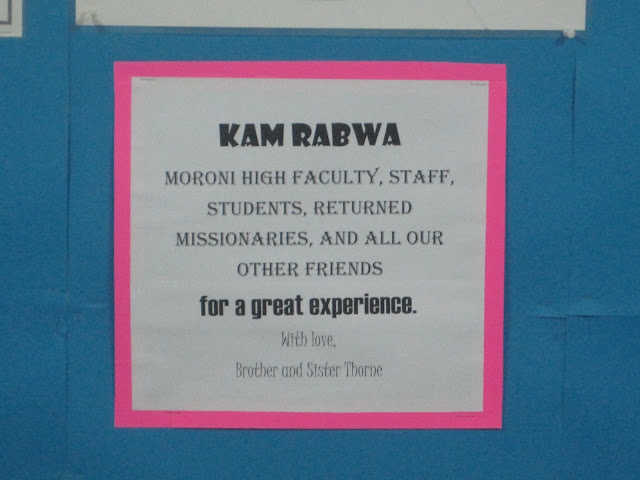 KAM RABWA
MORONI HIGH FACULTY, STAFF,
STUDENTS, RETURNED
MISSIONARIES, AND ALL OUR
OTHER FRIENDS
for a great experience.
With love,
Brother and Sister Thorne